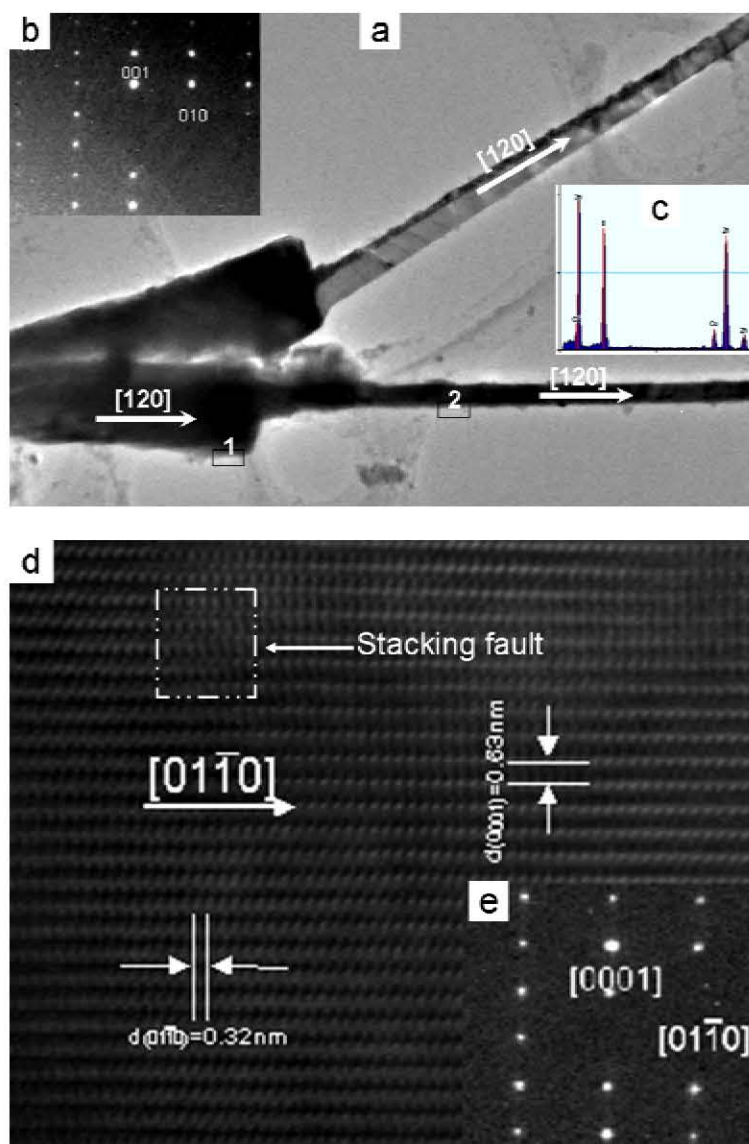 b
a
001
010
[120]
c
[120]
1
2
[120]
d
Stacking fault
[011̅0]
d(0001)=0.63nm
e
[0001]
d(011̅0)=0.32nm
[011̅0]